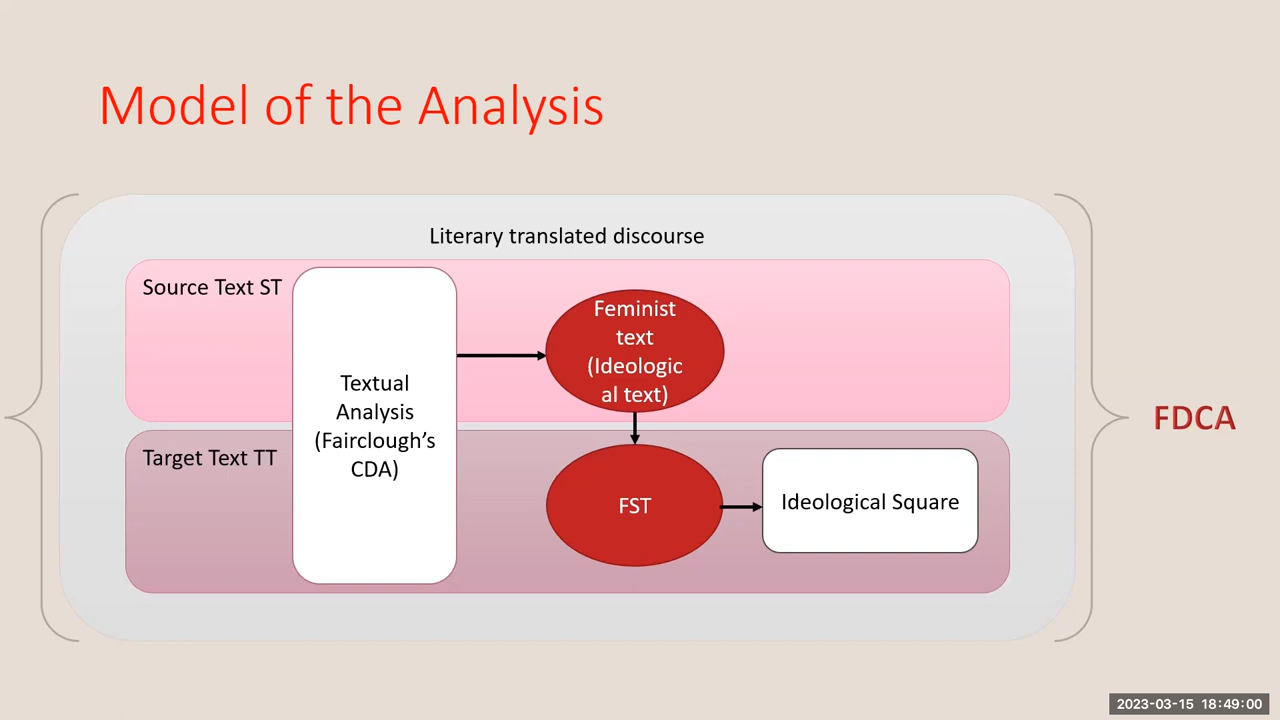 Model of the Analysis
Literary translated discourse
Source Text ST
Feminist
text
(Ideologic
al text)
Textual
Analysis
(Fairclough’s
CDA)
FDCA
Target Text TT
FST
Ideological Square
2023-03-15 18:49:00